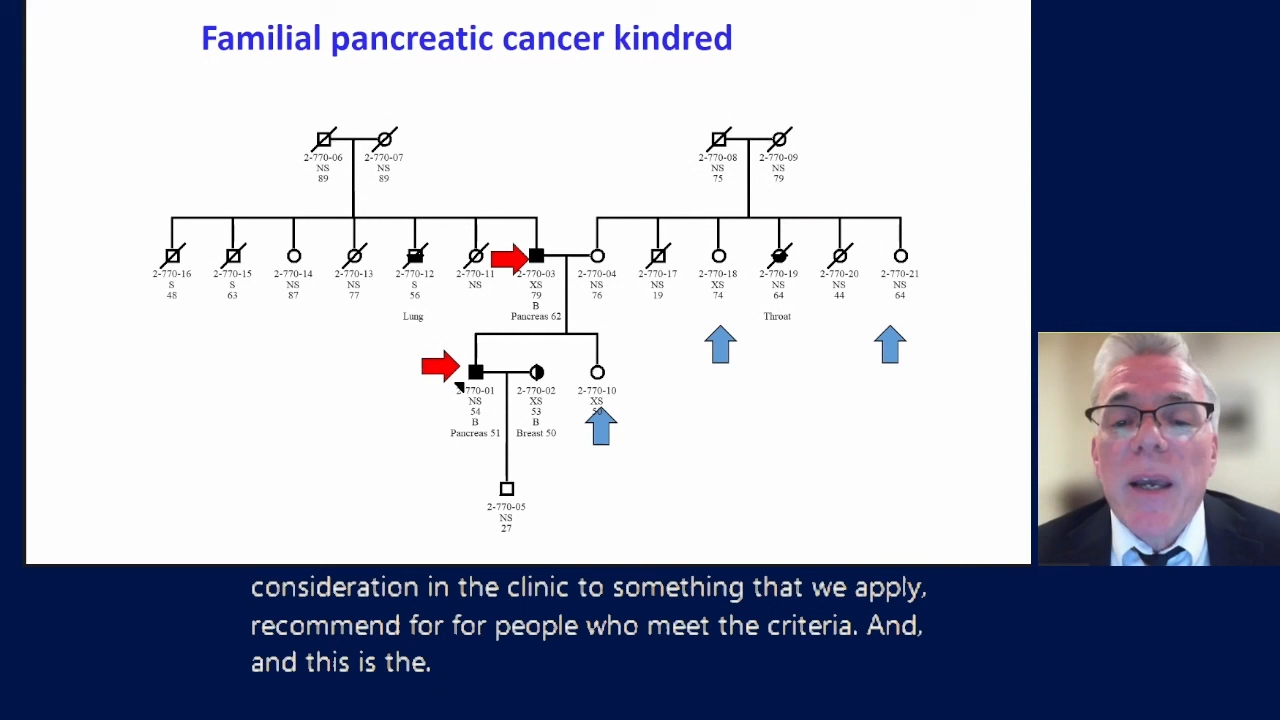 Familial pancreatic cancer kindred
2-770-06
NS
89
2-770-07
NS
89
2-770-08
NS
75
2-770-09
NS
79
2-770-16
S
48
2-770-15
S
63
2-770-14
NS
87
2-770-13
NS
77
2-770-12
S
56
Lung
2-770-11
NS
2-770-03
XS
79
B
Pancreas 62
2-770-04
NS
76
2-770-17
NS
19
2-770-18
XS
74
2-770-19
NS
64
Throat
2-770-20
NS
44
2-770-21
NS
64
2-770-01
NS
54
B
Pancreas 51
2-770-02
XS
53
B
Breast 50
2-770-10
XS
2-770-05
NS
27
consideration in the clinic to something that we apply,
recommend for for people who meet the criteria. And,
and this is the.